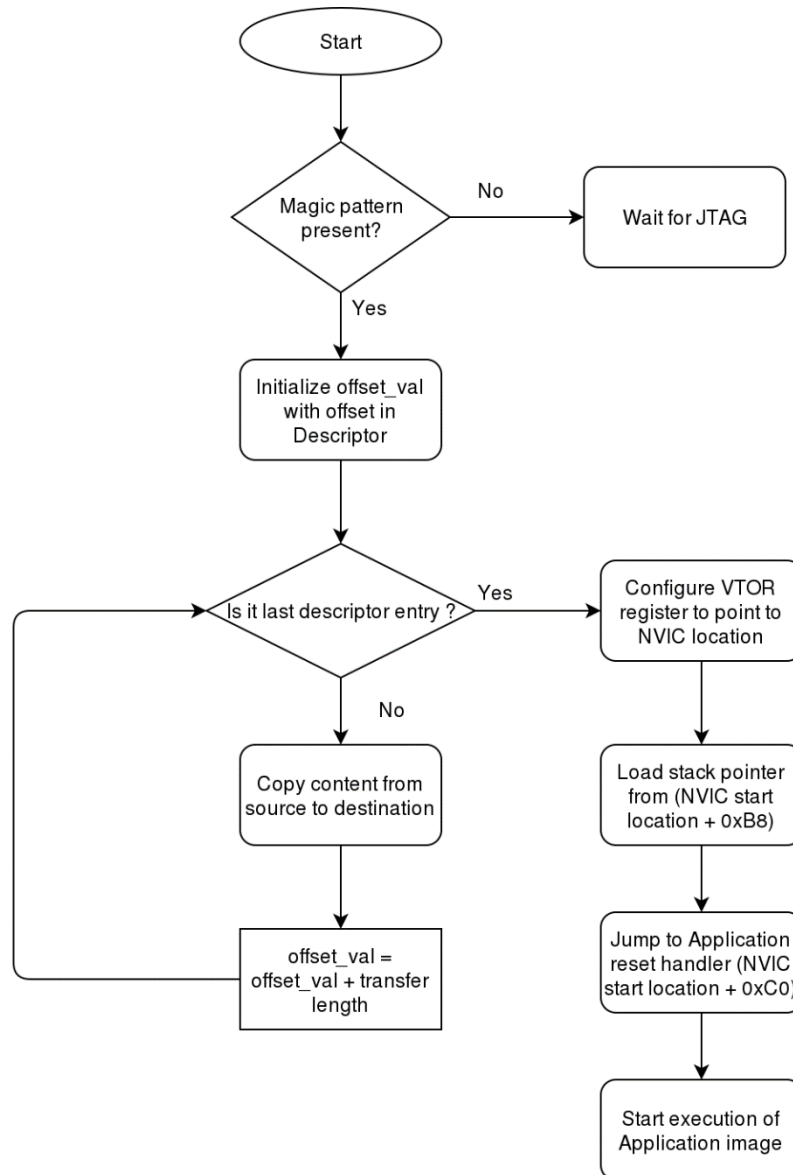 Start
Magic pattern
present?
No
Wait for JTAG
Yes
Initialize offset_val
with offset in
Descriptor
Is it last descriptor entry ?
Yes
Configure VTOR
register to point to
NVIC location
No
Copy content from
source to destination
Load stack pointer
from (NVIC start
location + 0xB8)
offset_val =
offset_val + transfer
length
Jump to Application
reset handler (NVIC
start location + 0xC0)
Start execution of
Application image